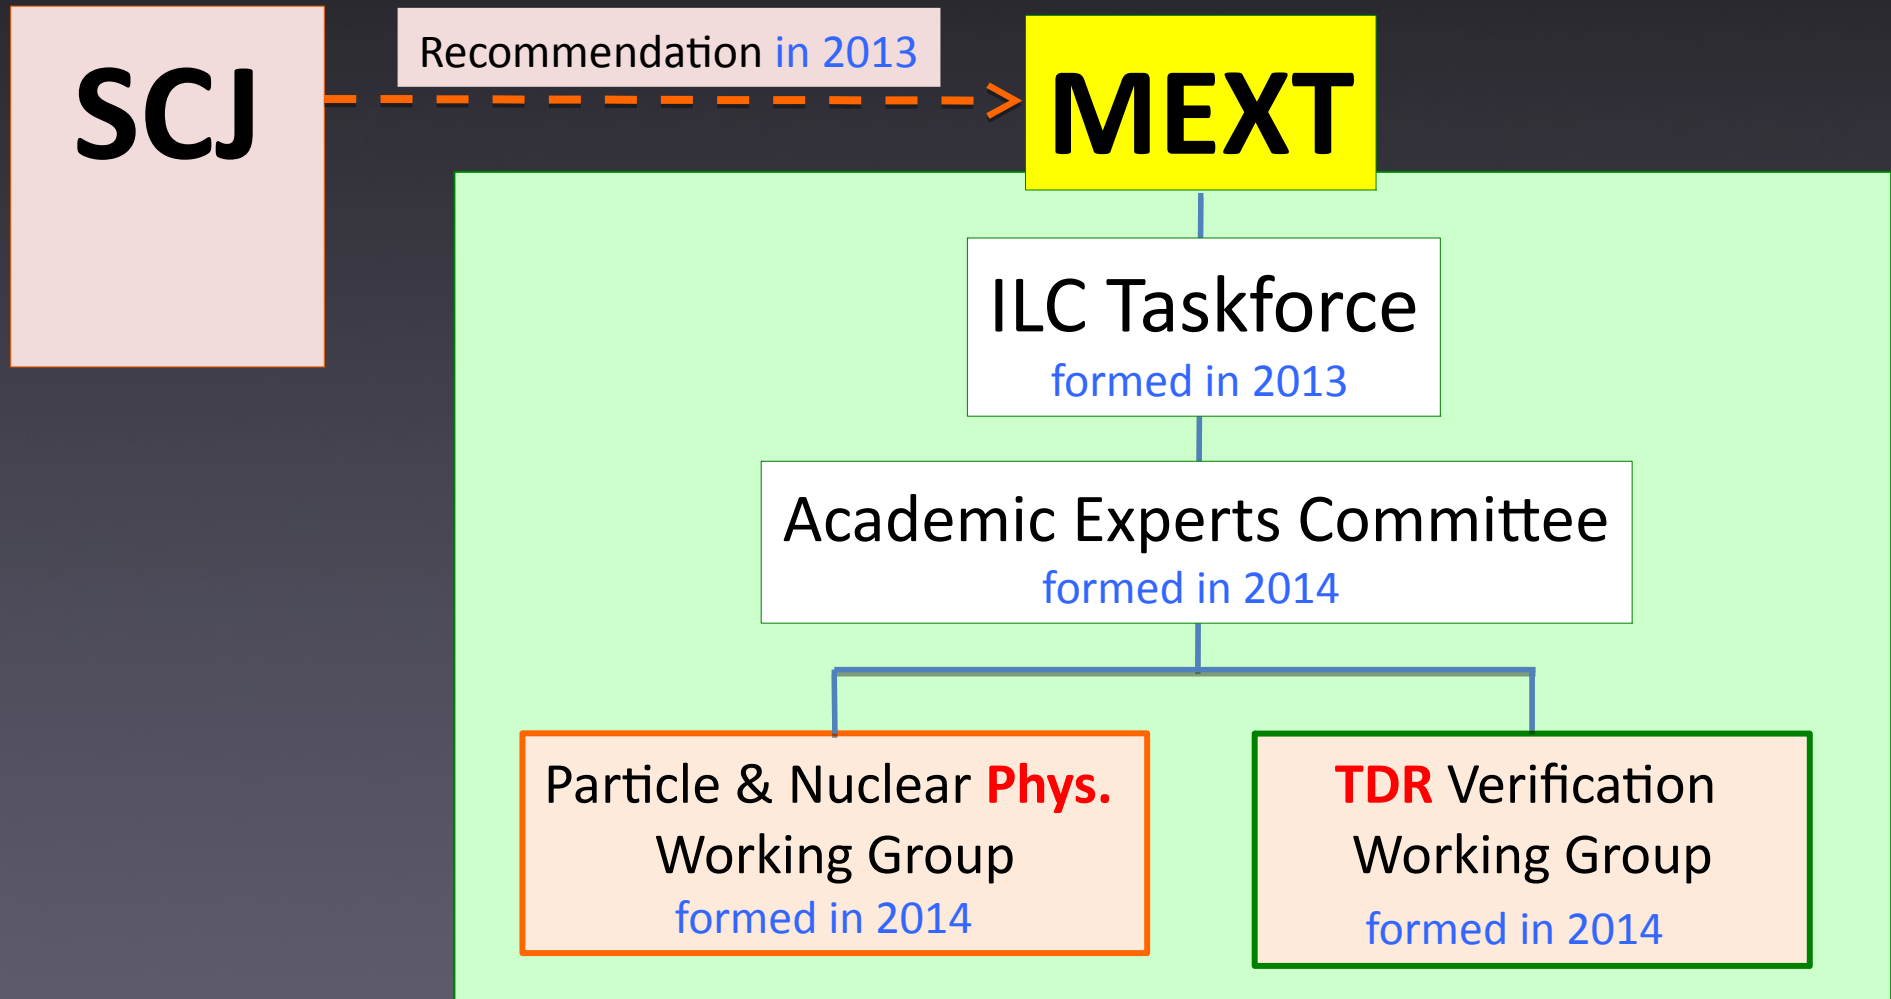 SCJ
Recommendation in 2013
MEXT
ILC Taskforce
formed in 2013
Academic Experts Committee
formed in 2014
Particle & Nuclear Phys.
Working Group
formed in 2014
TDR Verification
Working Group
formed in 2014